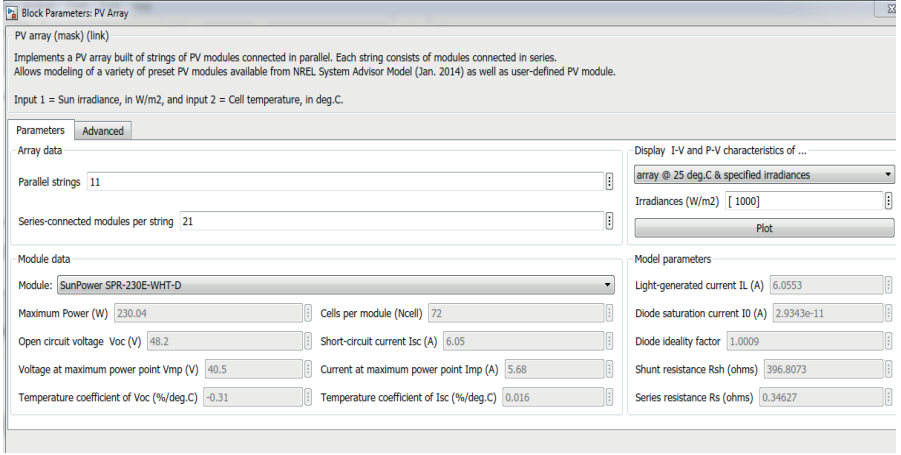 Block Parameters: PV Array
PV array (mask) (link)
Implements a PV array built of strings of PV modules connected in parallel. Each string consists of modules connected in series.
Allows modeling of a variety of preset PV modules available from NREL System Advisor Model (Jan. 2014) as well as user-defined PV module.
Input 1 = Sun irradiance, in W/m2, and input 2 = Cell temperature, in deg.C.
Parameters Advanced
Array data
Parallel strings 11
Series-connected modules per string 21
Display I-V and P-V characteristics of ...
array @ 25 deg.C & specified irradiances
Irradiances (W/m2) [ 1000]
Plot
Module data
Module: SunPower SPR-230E-WHT-D
Maximum Power (W) 230.04 Cells per module (Ncell) 72
Open circuit voltage Voc (V) 48.2 Short-circuit current Isc (A) 6.05
Voltage at maximum power point Vmp (V) 40.5 Current at maximum power point Imp (A) 5.68
Temperature coefficient of Voc (%/deg.C) -0.31 Temperature coefficient of Isc (%/deg.C) 0.016
Model parameters
Light-generated current IL (A) 6.0553
Diode saturation current I0 (A) 2.9343e-11
Diode ideality factor 1.0009
Shunt resistance Rsh (ohms) 396.8073
Series resistance Rs (ohms) 0.34627